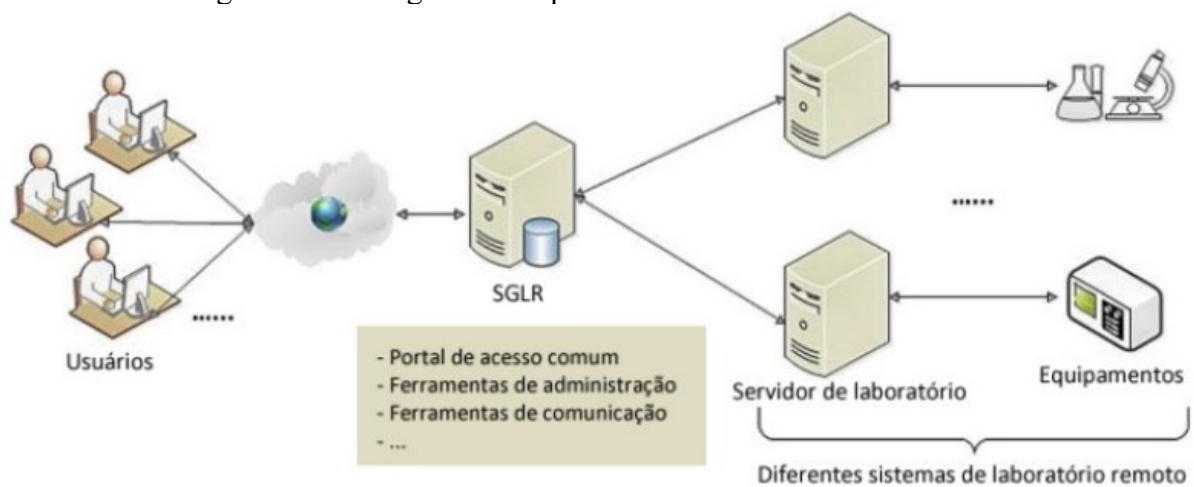 ......
SGLR
......
Usuários
- Portal de acesso comum
- Ferramentas de administração
- Ferramentas de comunicação
- ...
Servidor de laboratório
Equipamentos
Diferentes sistemas de laboratório remoto